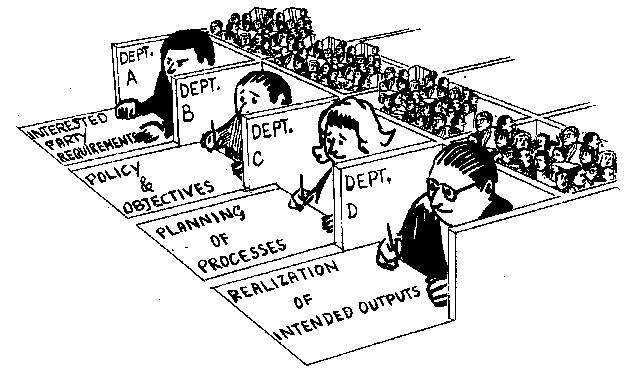 DEPT.
A
INTERESTED
PARTY
REQUIREMENTS
DEPT.
B
POLICY
&
OBJECTIVES
DEPT.
C
PLANNING
OF
PROCESSES
DEPT.
D
REALIZATION
OF
INTENDED OUTPUTS